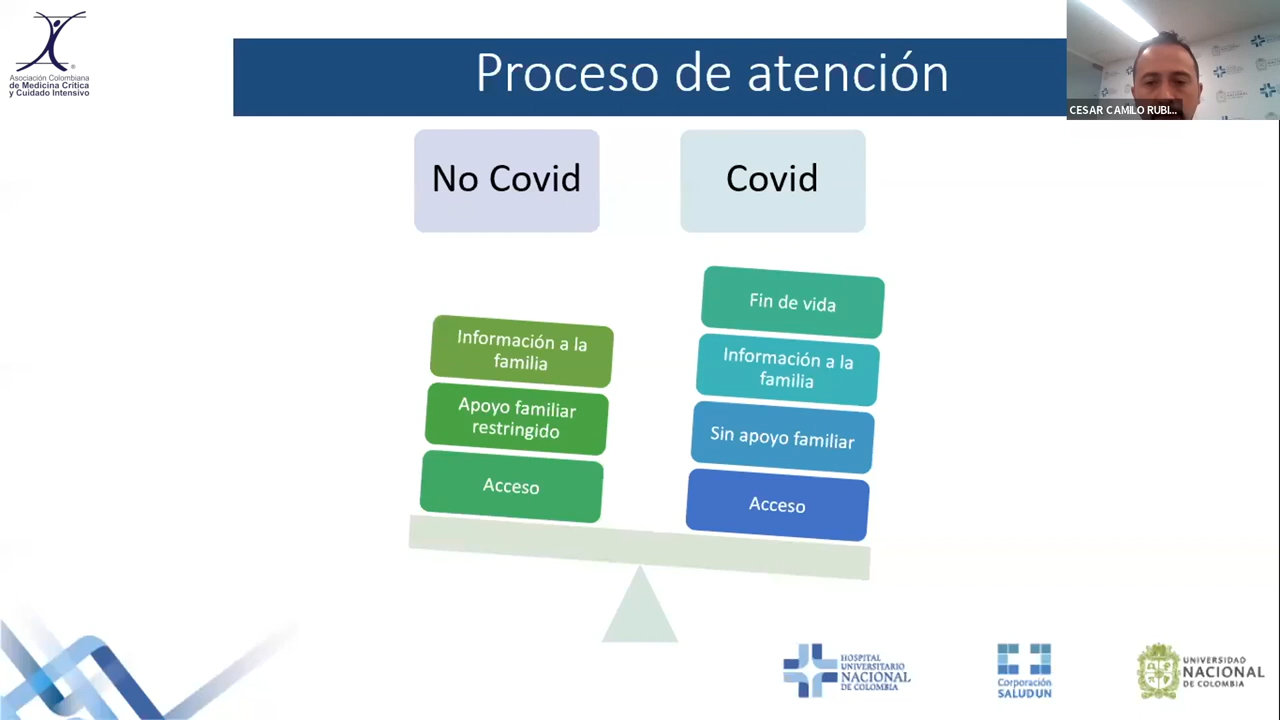 Asociación Colombiana
de Medicina Crítica
y Cuidado Intensivo
Proceso de atención
CESAR CAMILO RUBI...
No Covid
Covid
Información a la
familia
Apoyo familiar
restringido
Acceso
Fin de vida
Información a la
familia
Sin apoyo familiar
Acceso
HOSPITAL
UNIVERSITARIO
NACIONAL
DE COLOMBIA
Corporación
SALUD UN
UNIVERSIDAD
NACIONAL
DE COLOMBIA